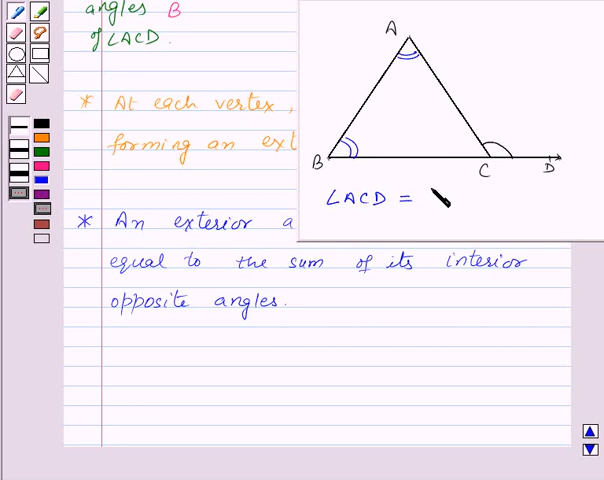 angles B
of ∠ACD.
* At each vertex,
forming an ext
* An exterior a
equal to the sum of its interior
opposite angles.
A
B
C
D
∠ACD =